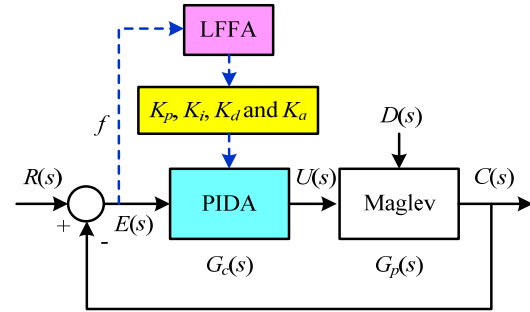 LFFA
Kp, Ki, Kd and Ka
f
D(s)
R(s)
U(s)
C(s)
PIDA
Maglev
+
E(s)
-
Gc(s)
Gp(s)